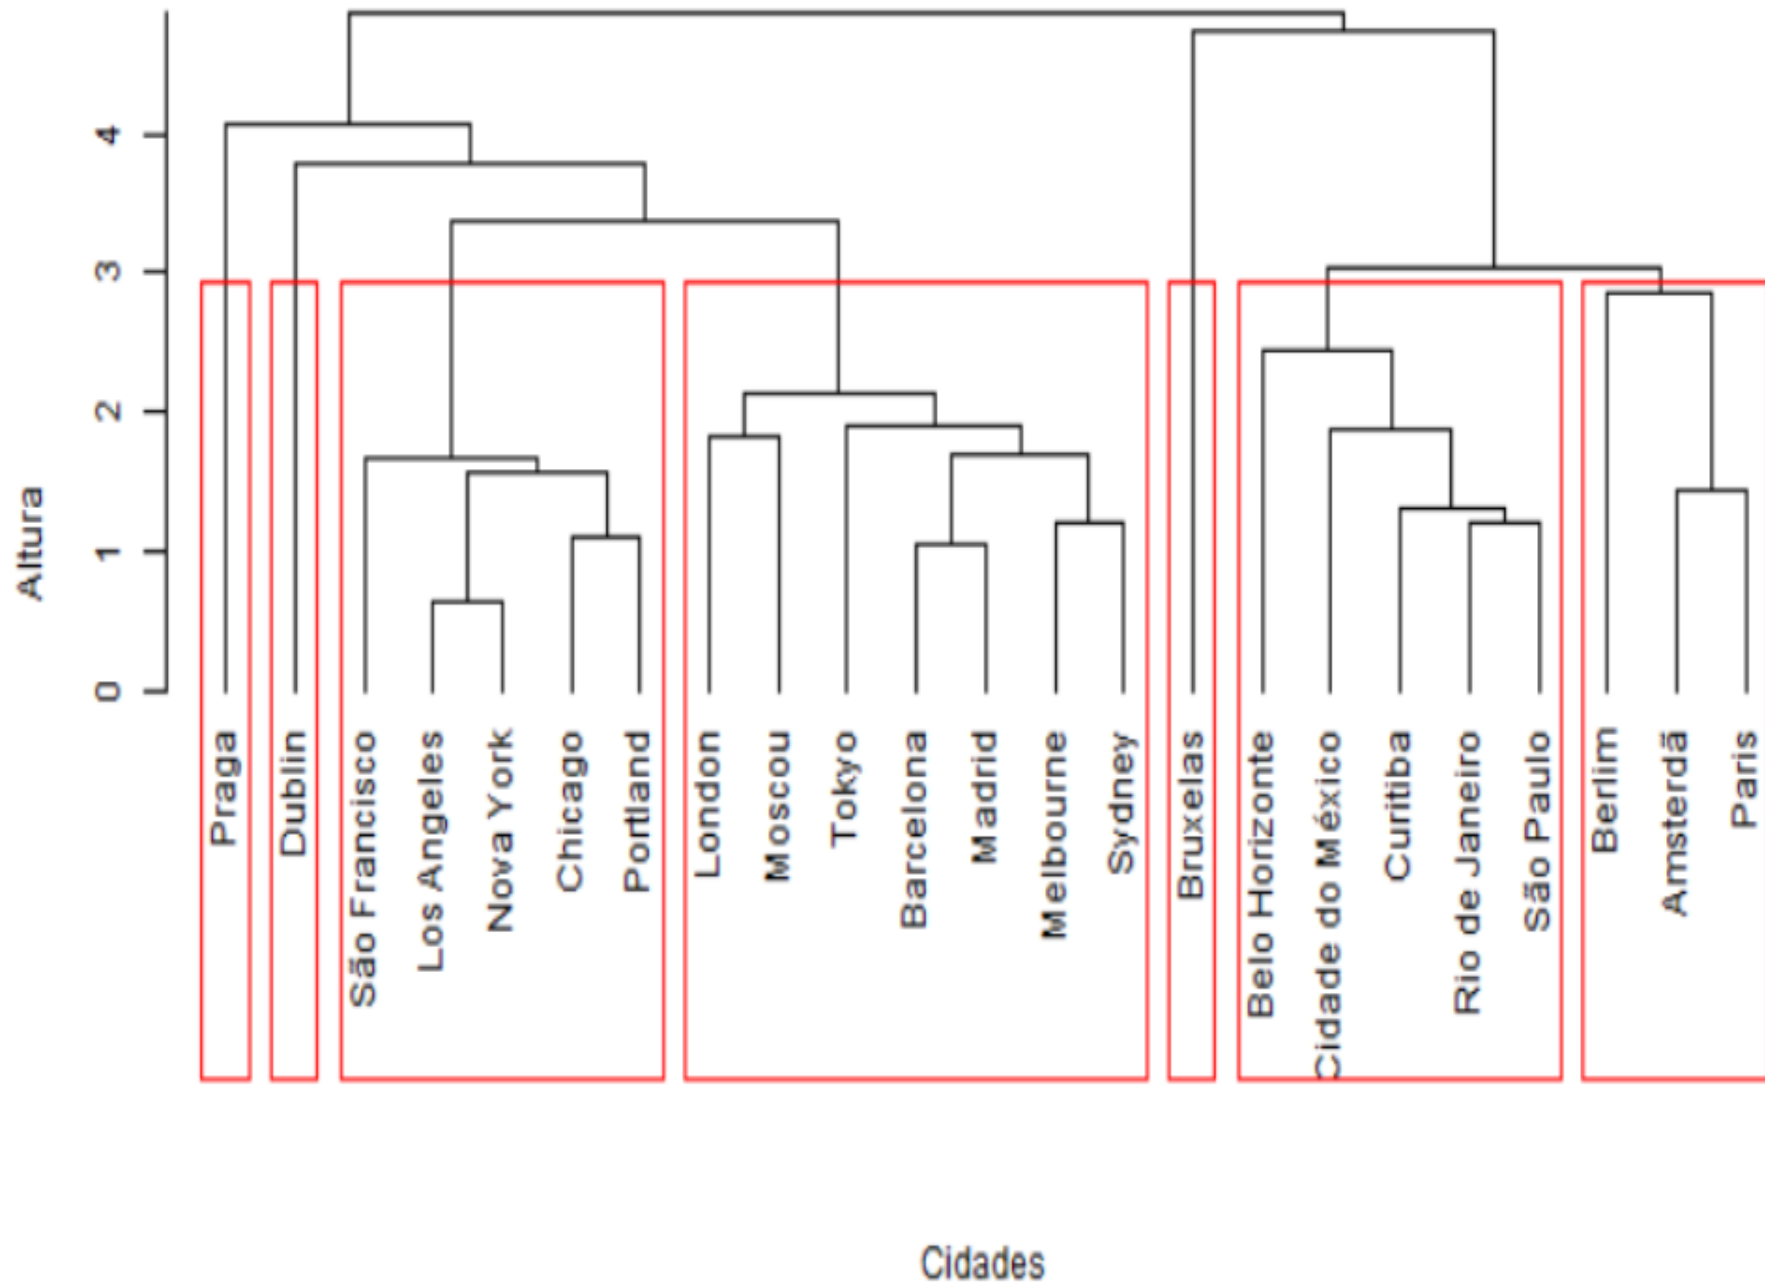 4
3
2
1
0
Altura
Praga
Dublin
São Francisco
Los Angeles
Nova York
Chicago
Portland
London
Moscou
Tokyo
Barcelona
Madrid
Melbourne
Sydney
Bruxelas
Belo Horizonte
Cidade do México
Curitiba
Rio de Janeiro
São Paulo
Berlim
Amsterdã
Paris
Cidades